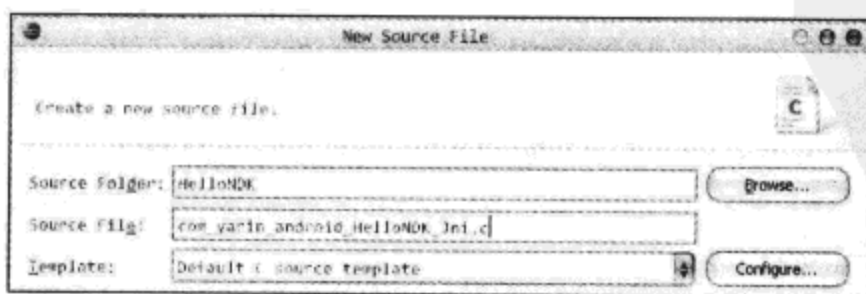 New Source File
Create a new source file.
C
Source Folder: HelloNDK Browse...
Source File: com_yarin_android_HelloNDK_Jni.c
Template: Default C source template Configure...